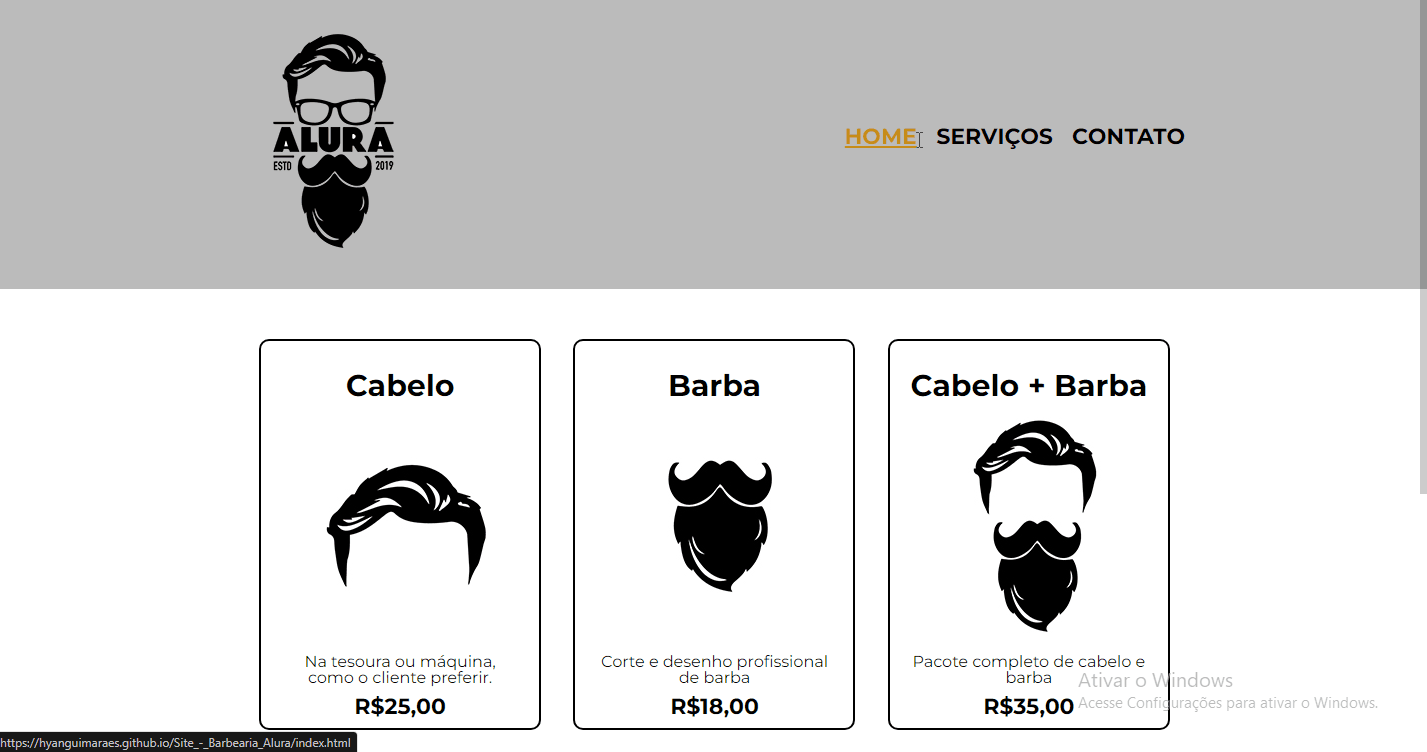 ALURA
ESTD 2019
HOME SERVIÇOS CONTATO
Cabelo
Na tesoura ou máquina,
como o cliente preferir.
R$25,00
Barba
Corte e desenho profissional
de barba
R$18,00
Cabelo + Barba
Pacote completo de cabelo e
barba
R$35,00
Ativar o Windows
Acesse Configurações para ativar o Windows.
https://hyanguimaraes.github.io/Site_-_Barbearia_Alura/index.html